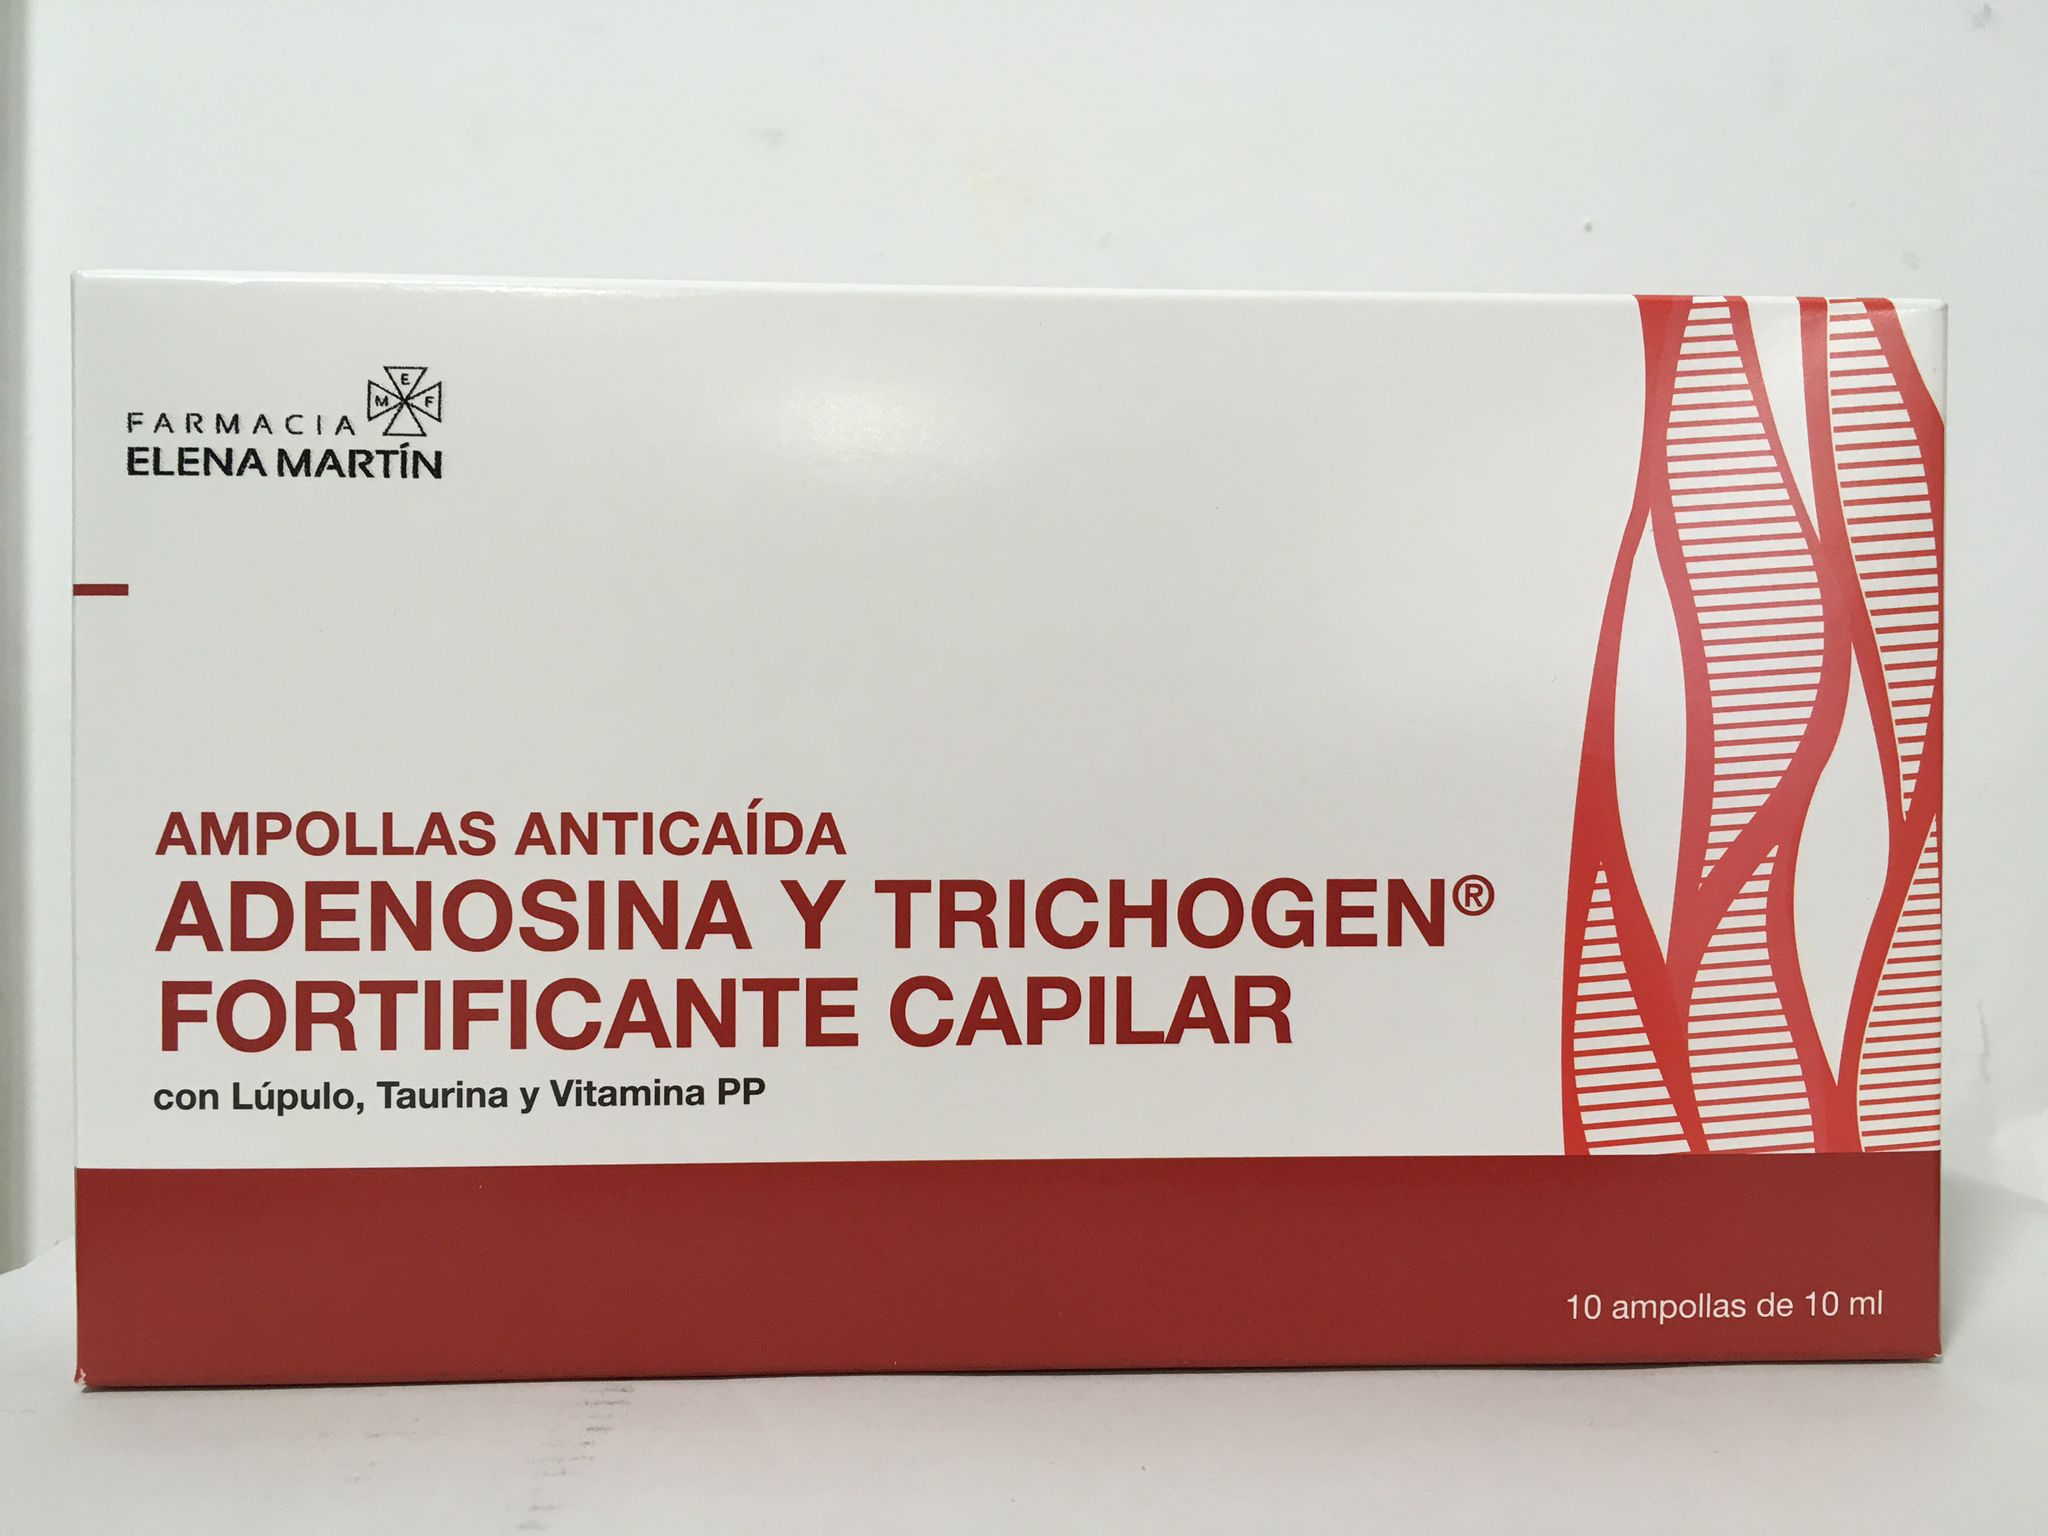 E
M F
FARMACIA
ELENA MARTÍN
AMPOLLAS ANTICAÍDA
ADENOSINA Y TRICHOGEN®
FORTIFICANTE CAPILAR
con Lúpulo, Taurina y Vitamina PP
10 ampollas de 10 ml